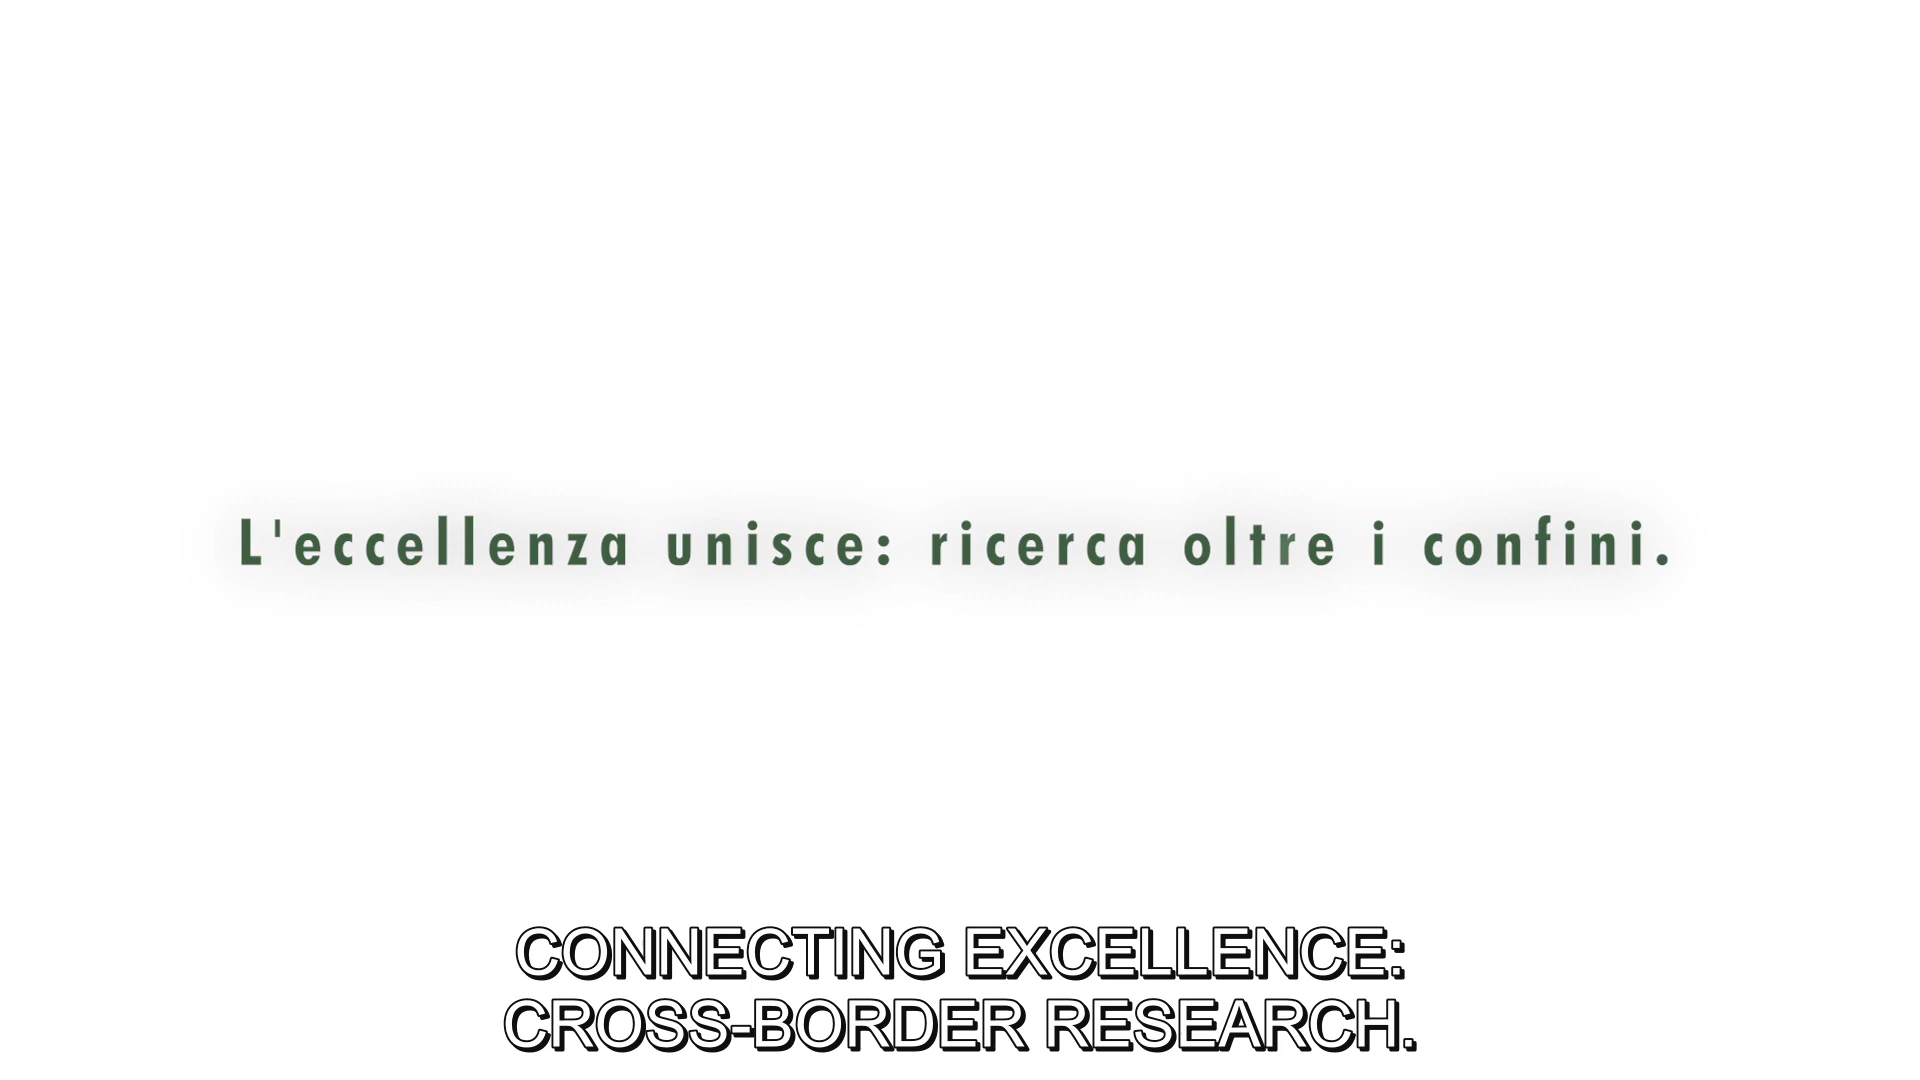 L'eccellenza unisce: ricerca oltre i confini.
CONNECTING EXCELLENCE:
CROSS-BORDER RESEARCH.